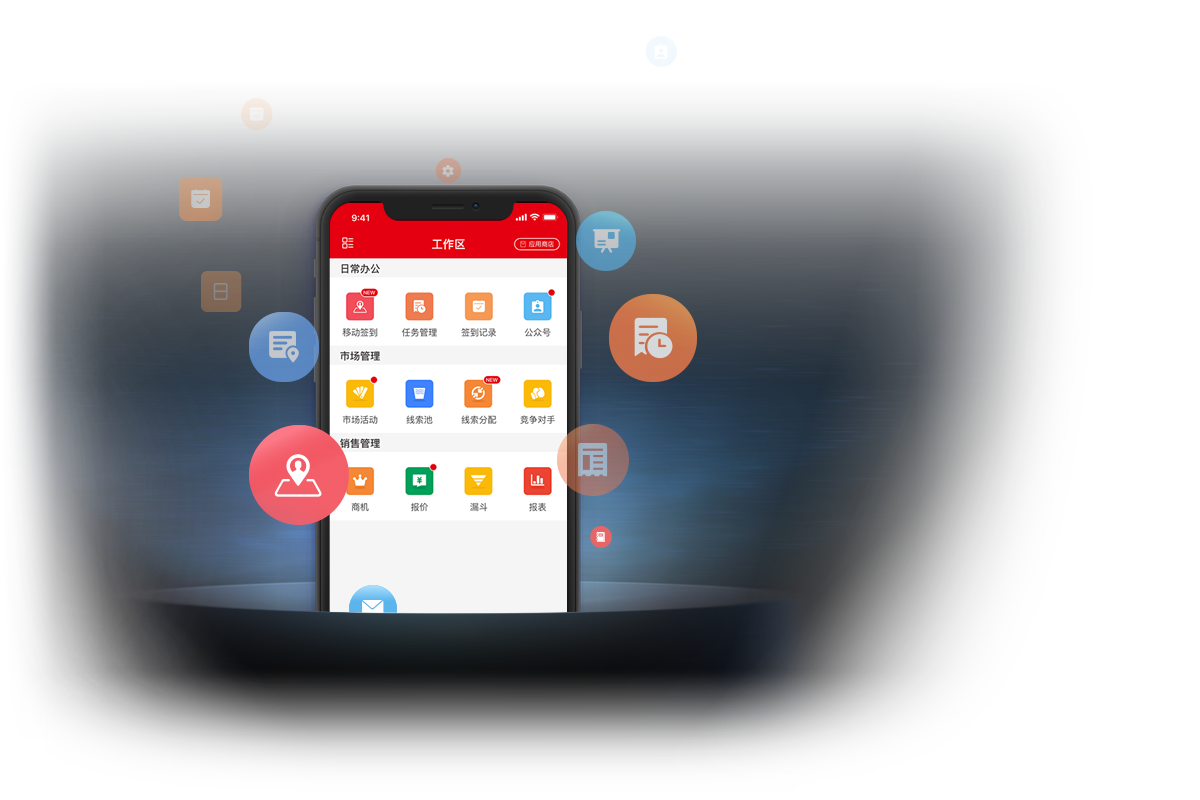 9:41
工作区
应用商店
日常办公
NEW
移动签到 任务管理 签到记录 公众号
市场管理
NEW
市场活动 线索池 线索分配 竞争对手
销售管理
¥
商机 报价 漏斗 报表